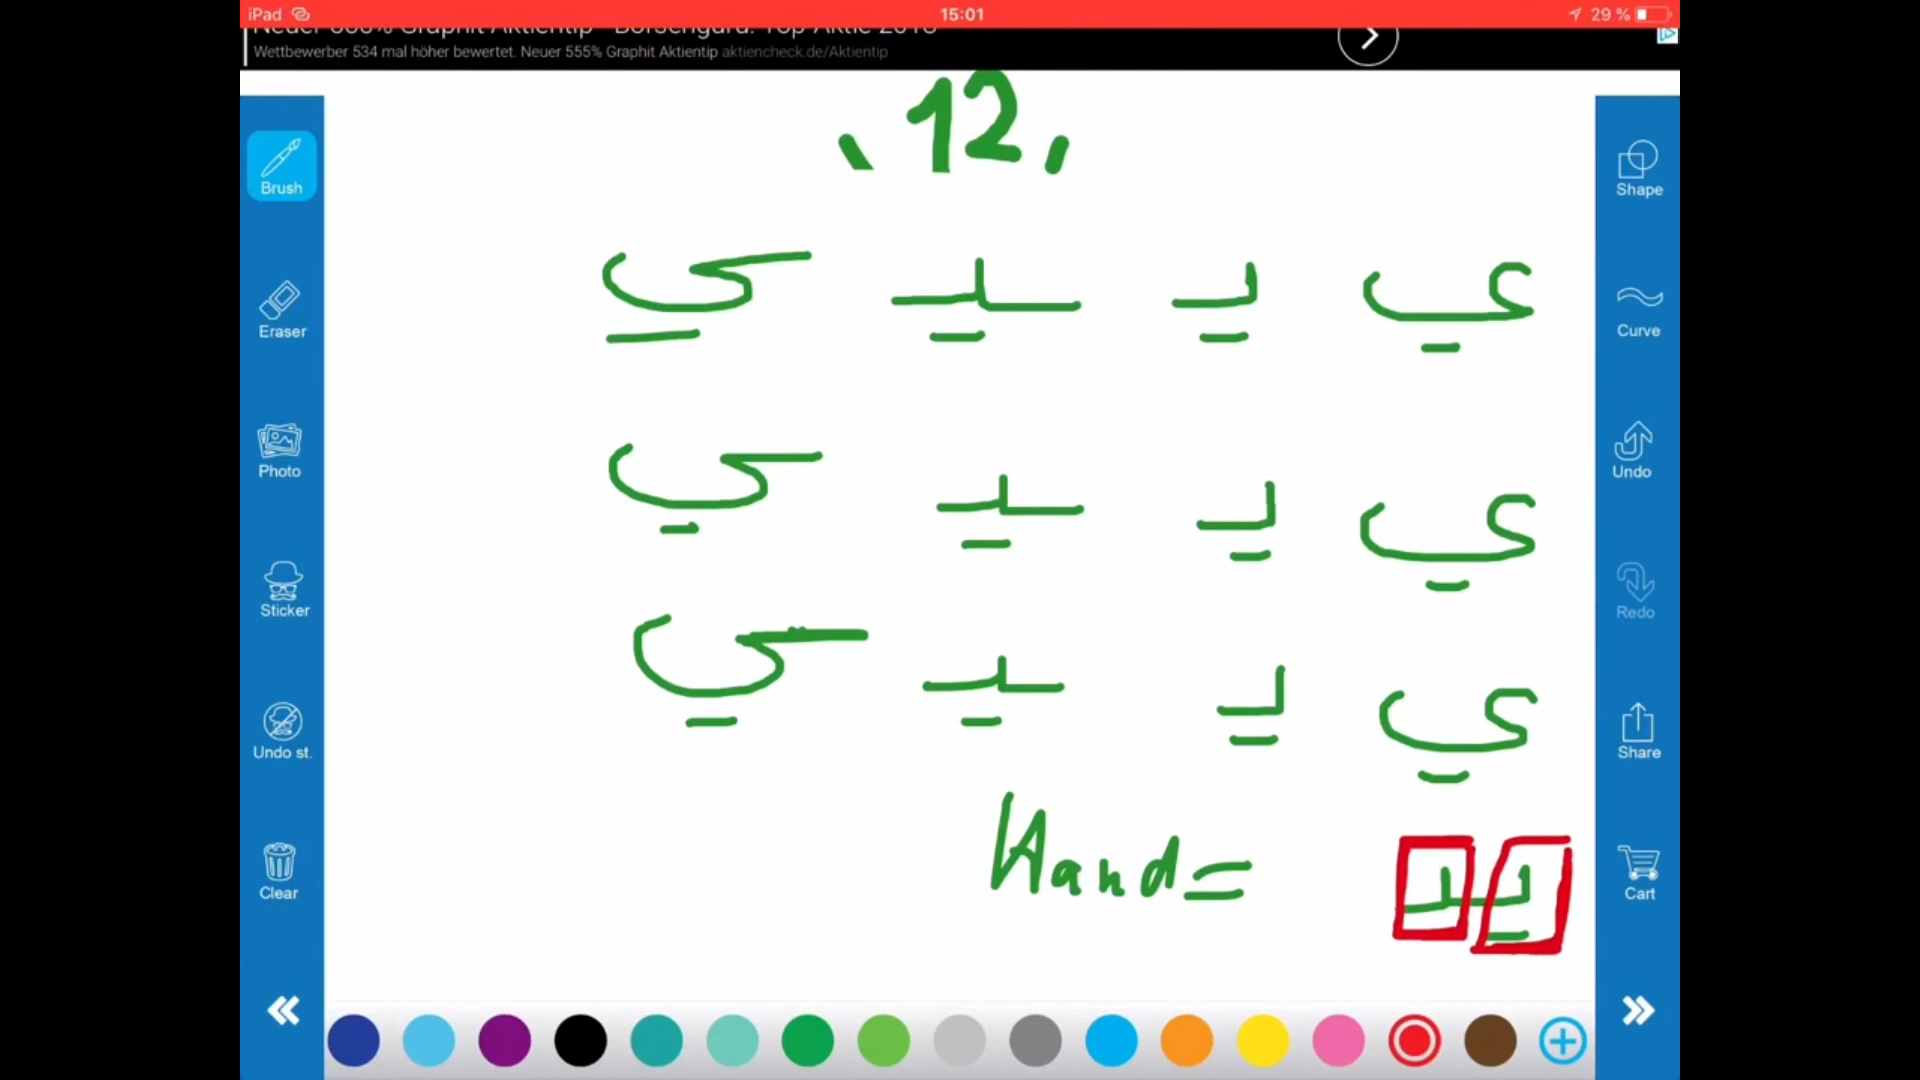 iPad 15:01 29 %
Wettbewerber 534 mal höher bewertet. Neuer 555% Graphit Aktientip aktiencheck.de/Aktientip
12
ي يـ ـيـ ـي
ي يـ ـيـ ـي
ي يـ ـيـ ـي
Hand=
Brush
Eraser
Photo
Sticker
Undo st.
Clear
Shape
Curve
Undo
Redo
Share
Cart